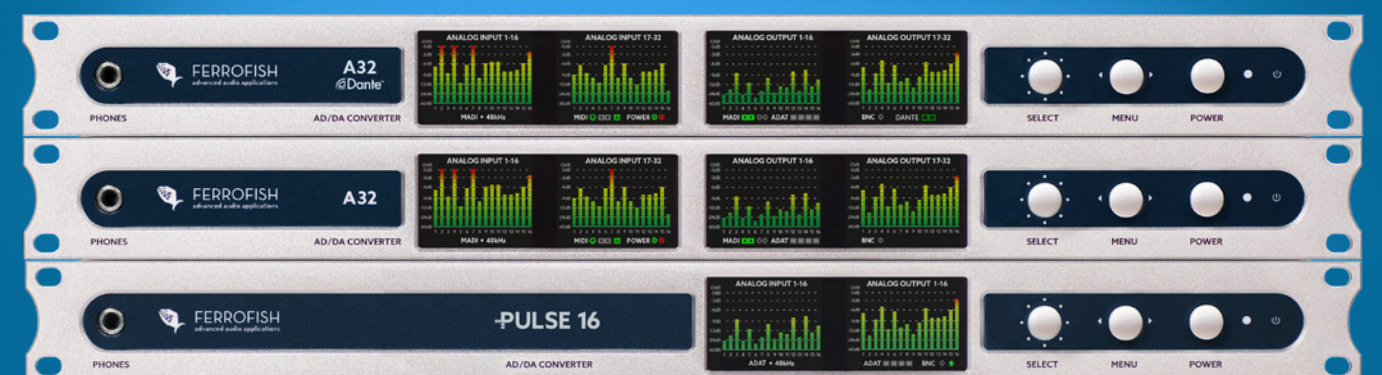 ANALOG INPUT 1-16 ANALOG INPUT 17-32 ANALOG OUTPUT 1-16 ANALOG OUTPUT 17-32
FERROFISH
advanced audio applications
A32
Dante™
MADI • 48kHz MIDI POWER MADI ADAT BNC DANTE
PHONES AD/DA CONVERTER SELECT MENU POWER
ANALOG INPUT 1-16 ANALOG INPUT 17-32 ANALOG OUTPUT 1-16 ANALOG OUTPUT 17-32
FERROFISH
advanced audio applications
A32
MADI • 48kHz MIDI POWER MADI ADAT BNC
PHONES AD/DA CONVERTER SELECT MENU POWER
ANALOG INPUT 1-16 ANALOG OUTPUT 1-16
FERROFISH
advanced audio applications
PULSE 16
ADAT • 48kHz ADAT BNC
PHONES AD/DA CONVERTER SELECT MENU POWER